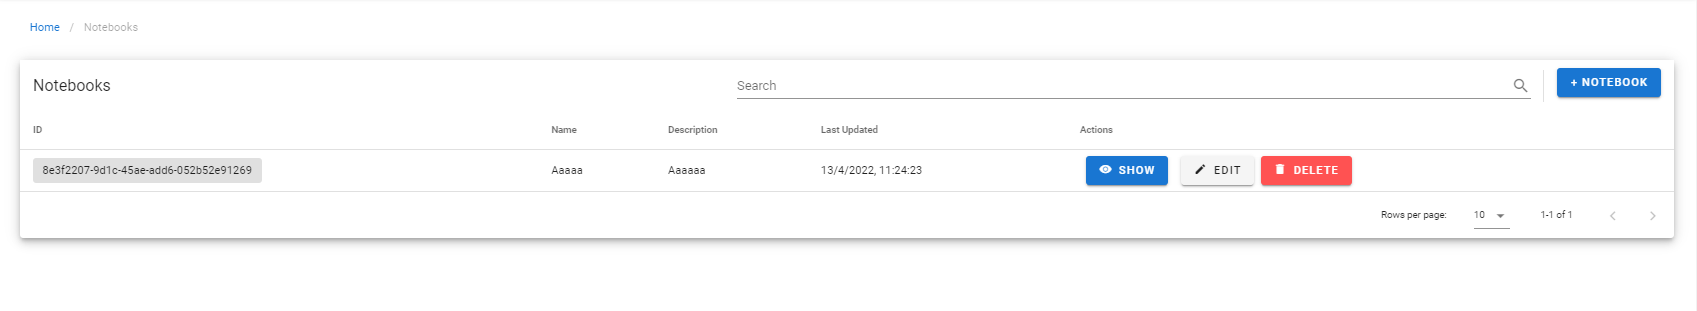 Home / Notebooks
Notebooks Search + NOTEBOOK
ID Name Description Last Updated Actions
8e3f2207-9d1c-45ae-add6-052b52e91269 Aaaaa Aaaaaa 13/4/2022, 11:24:23 SHOW EDIT DELETE
Rows per page: 10 1-1 of 1